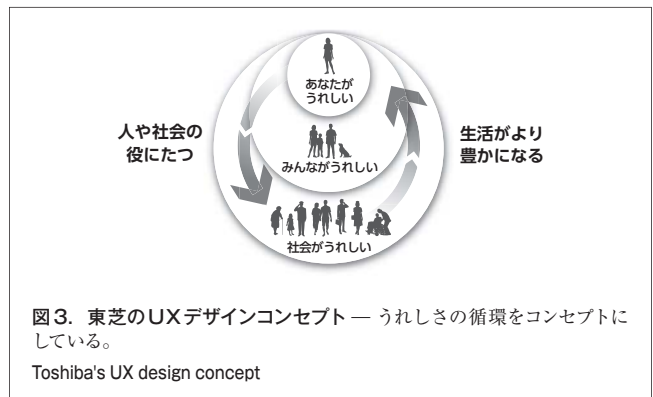 あなたが
うれしい
人や社会の
役にたつ
生活がより
豊かになる
みんながうれしい
社会がうれしい
図3. 東芝のUXデザインコンセプト — うれしさの循環をコンセプトに
している。
Toshiba's UX design concept